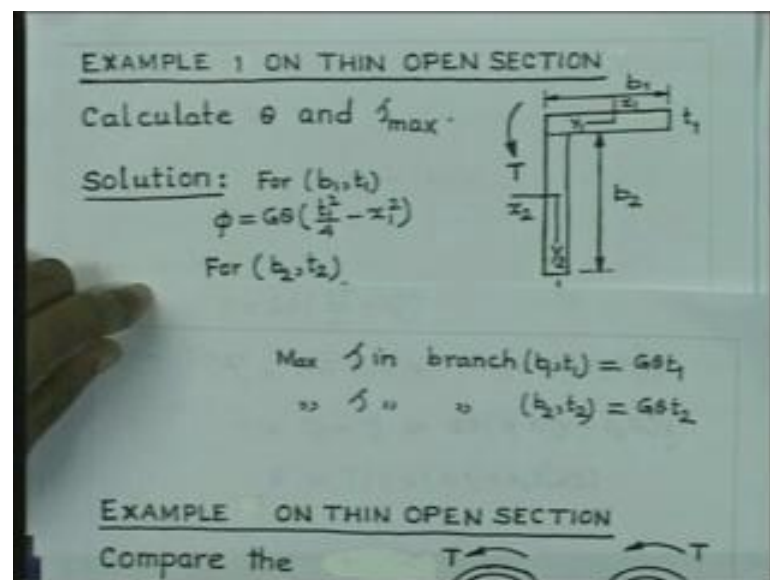 EXAMPLE 1 ON THIN OPEN SECTION
Calculate θ and τmax.
b₁
x₁
x₁
t₁
T
b₂
x₂
x₂
Solution: For (b₁,t₁)
ϕ = Gθ(t₁²/4 − x₁²)
For (b₂,t₂)
Max τ in branch (b₁,t₁) = Gθt₁
" τ " " (b₂,t₂) = Gθt₂
EXAMPLE ON THIN OPEN SECTION
Compare the
T T